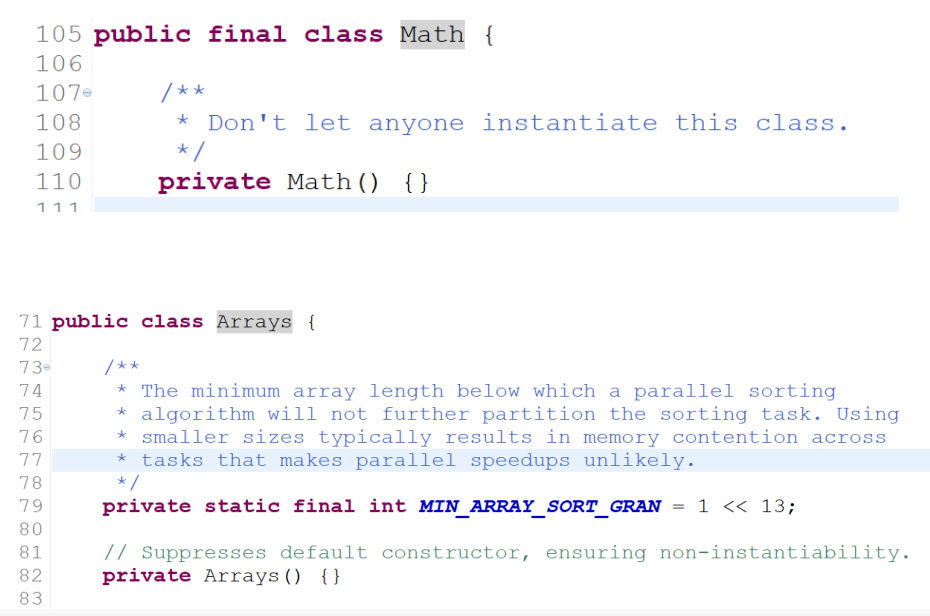 105 public final class Math {
106
107 /**
108 * Don't let anyone instantiate this class.
109 */
110 private Math() {}
111
71 public class Arrays {
72
73 /**
74 * The minimum array length below which a parallel sorting
75 * algorithm will not further partition the sorting task. Using
76 * smaller sizes typically results in memory contention across
77 * tasks that makes parallel speedups unlikely.
78 */
79 private static final int MIN_ARRAY_SORT_GRAN = 1 << 13;
80
81 // Suppresses default constructor, ensuring non-instantiability.
82 private Arrays() {}
83